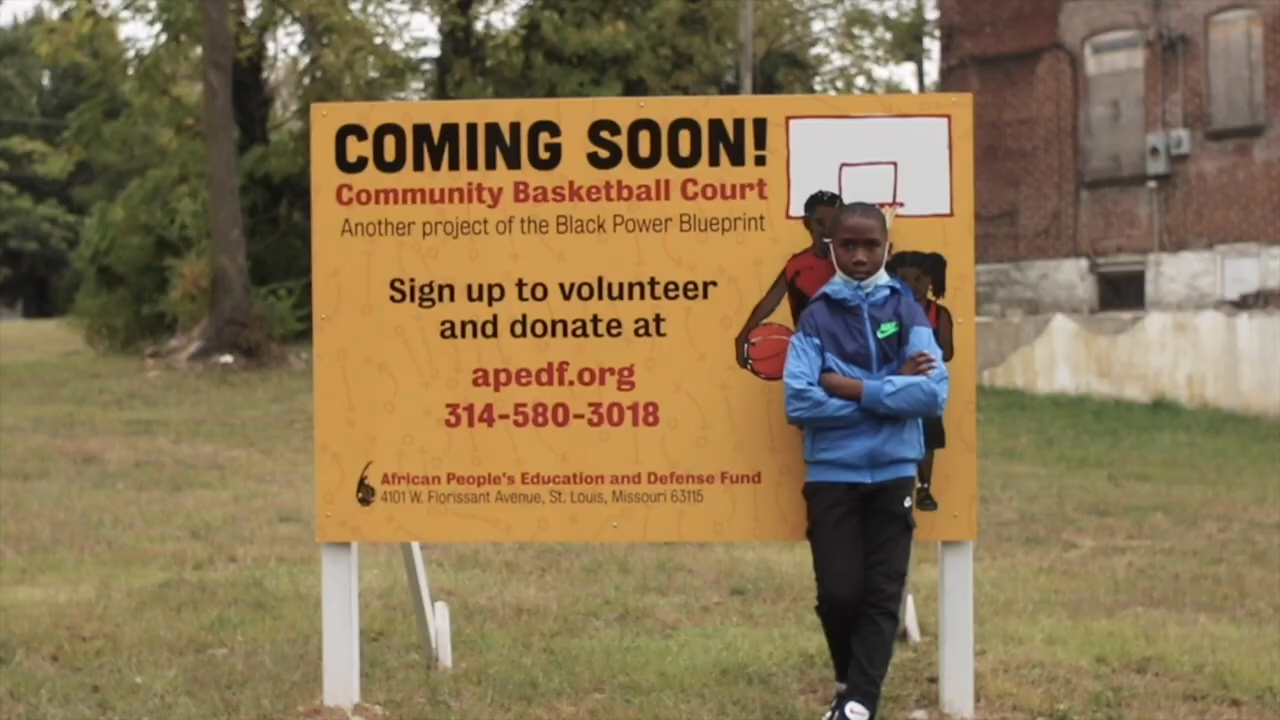 COMING SOON!
Community Basketball Court
Another project of the Black Power Blueprint
Sign up to volunteer
and donate at
apedf.org
314-580-3018
African People's Education and Defense Fund
4101 W. Florissant Avenue, St. Louis, Missouri 63115